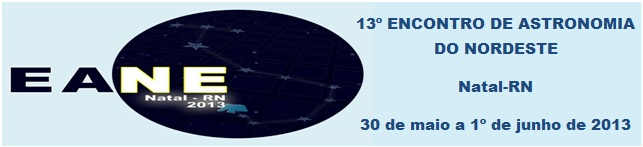 EANE
Natal - RN
2013
13º ENCONTRO DE ASTRONOMIA
DO NORDESTE
Natal-RN
30 de maio a 1º de junho de 2013